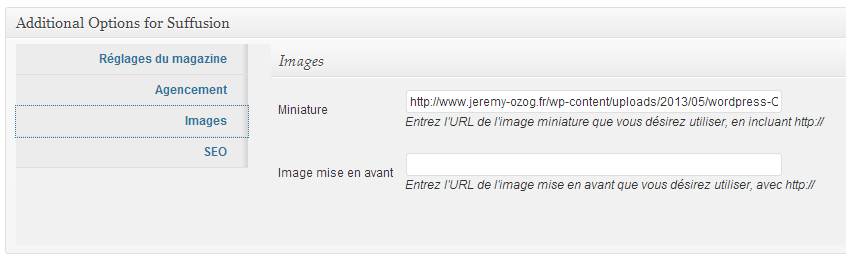 Additional Options for Suffusion
Réglages du magazine
Agencement
Images
SEO
Images
Miniature
http://www.jeremy-ozog.fr/wp-content/uploads/2013/05/wordpress-C
Entrez l'URL de l'image miniature que vous désirez utiliser, en incluant http://
Image mise en avant
Entrez l'URL de l'image mise en avant que vous désirez utiliser, avec http://